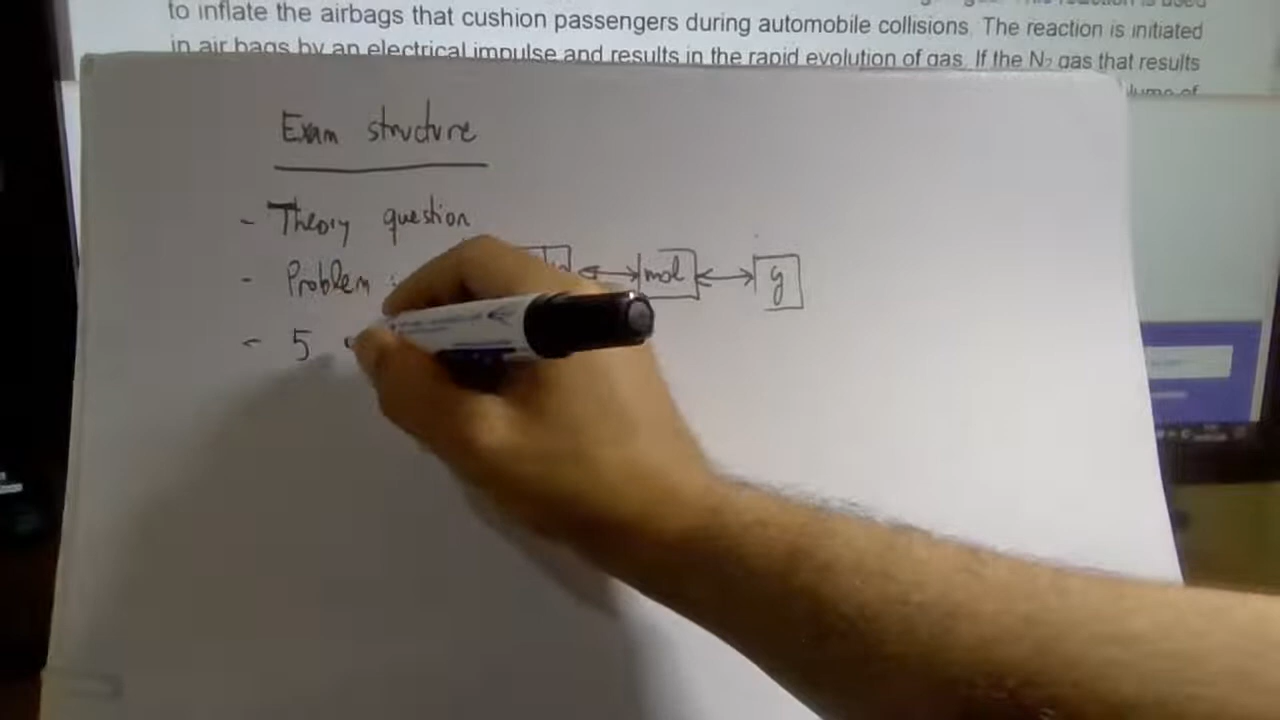 to inflate the airbags that cushion passengers during automobile collisions. The reaction is initiated
in air bags by an electrical impulse and results in the rapid evolution of gas. If the N₂ gas that results
lume of
Exam structure
- Theory question
- Problem
mol
g
- 5